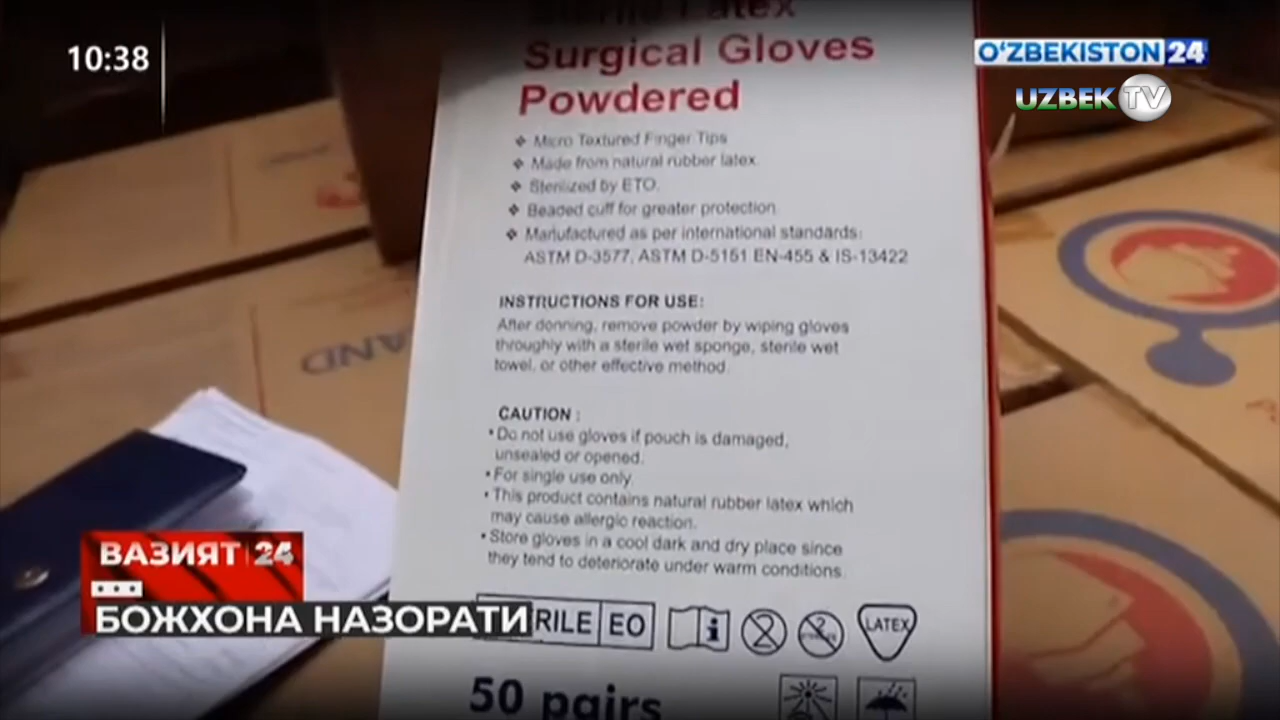 10:38
O‘ZBEKISTON 24
UZBEK TV
Sterile Latex
Surgical Gloves
Powdered
❖ Micro Textured Finger Tips
❖ Made from natural rubber latex.
❖ Sterilized by ETO.
❖ Beaded cuff for greater protection.
❖ Manufactured as per international standards:
ASTM D-3577, ASTM D-5151 EN-455 & IS-13422
INSTRUCTIONS FOR USE:
After donning, remove powder by wiping gloves
throughly with a sterile wet sponge, sterile wet
towel, or other effective method.
CAUTION :
• Do not use gloves if pouch is damaged,
unsealed or opened.
• For single use only.
• This product contains natural rubber latex which
may cause allergic reaction.
• Store gloves in a cool dark and dry place since
they tend to deteriorate under warm conditions.
RILE EO
2
LATEX
50 pairs
AND
ВАЗИЯТ 24
БОЖХОНА НАЗОРАТИ